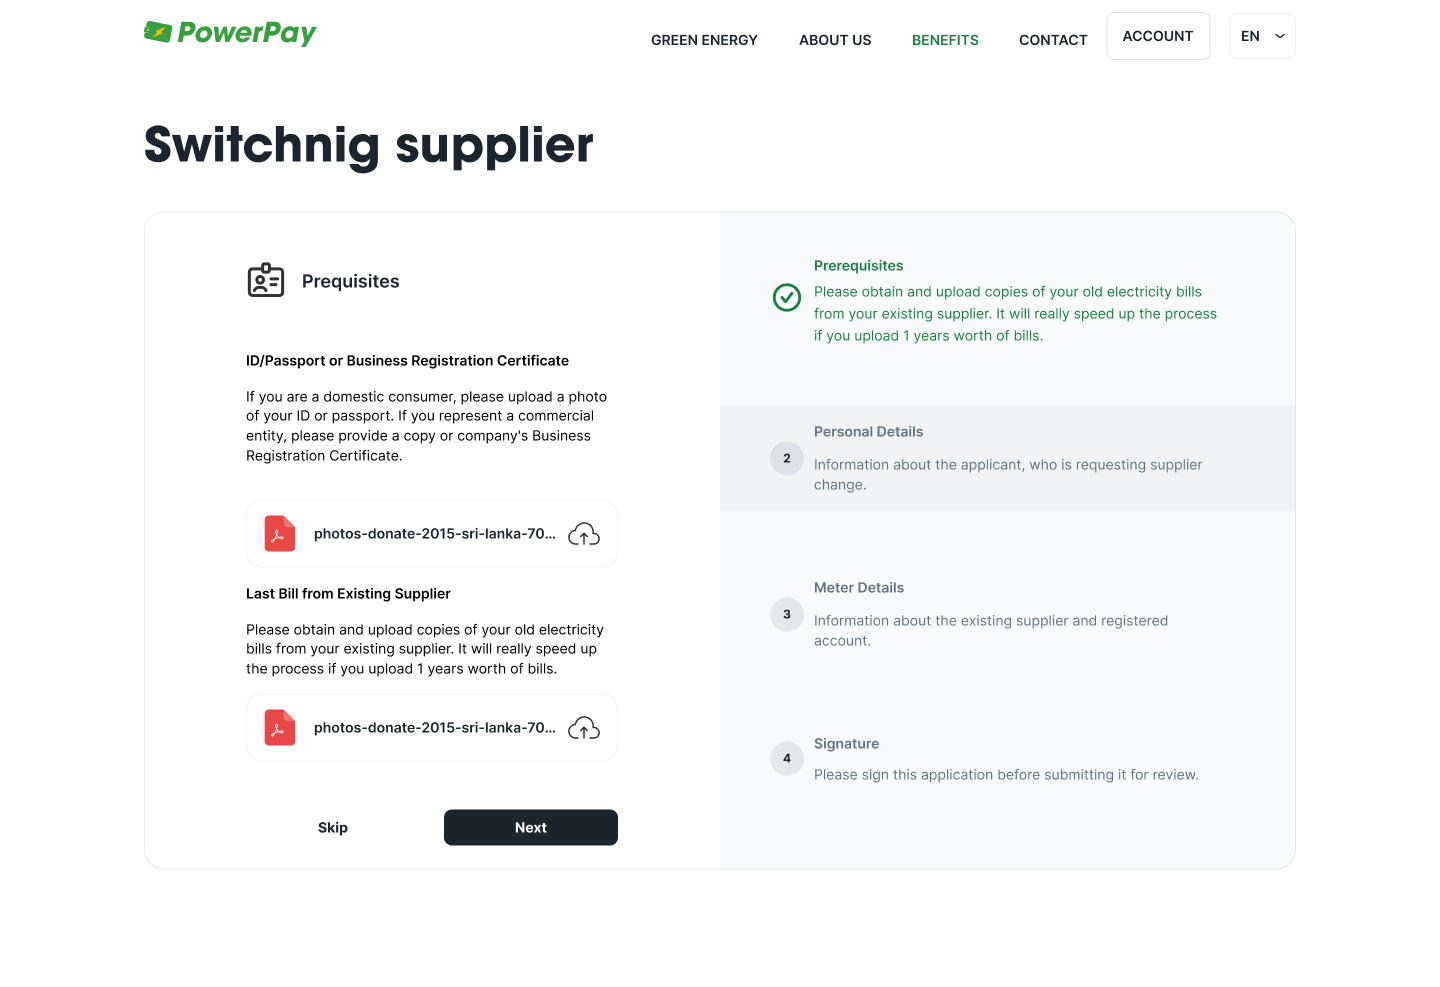 PowerPay
GREEN ENERGY
ABOUT US
BENEFITS
CONTACT
ACCOUNT
EN
Switchnig supplier
Prequisites
ID/Passport or Business Registration Certificate
If you are a domestic consumer, please upload a photo
of your ID or passport. If you represent a commercial
entity, please provide a copy or company's Business
Registration Certificate.
photos-donate-2015-sri-lanka-70...
Last Bill from Existing Supplier
Please obtain and upload copies of your old electricity
bills from your existing supplier. It will really speed up
the process if you upload 1 years worth of bills.
photos-donate-2015-sri-lanka-70...
Skip
Next
Prerequisites
Please obtain and upload copies of your old electricity bills
from your existing supplier. It will really speed up the process
if you upload 1 years worth of bills.
2
Personal Details
Information about the applicant, who is requesting supplier
change.
3
Meter Details
Information about the existing supplier and registered
account.
4
Signature
Please sign this application before submitting it for review.